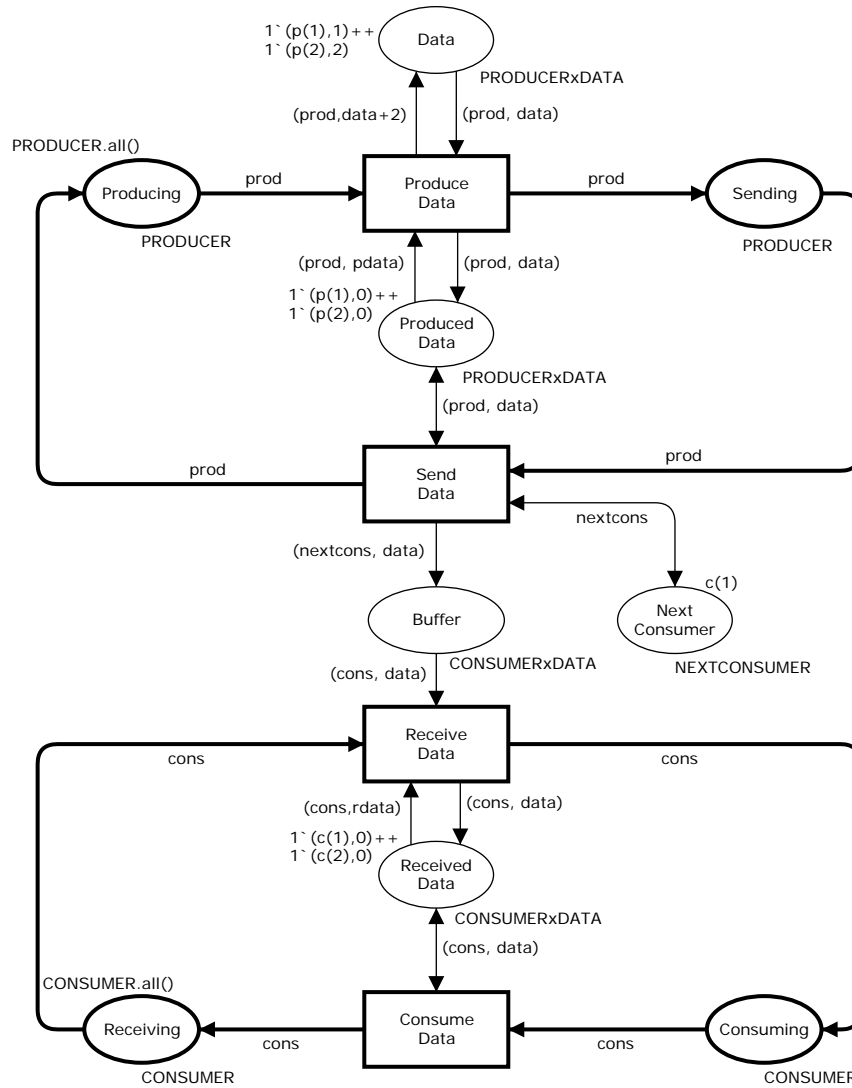 1`(p(1),1)++
1`(p(2),2)
Data
PRODUCERxDATA
(prod,data+2)
(prod, data)
PRODUCER.all()
Producing
prod
Produce
Data
prod
Sending
PRODUCER
PRODUCER
(prod, pdata)
(prod, data)
1`(p(1),0)++
1`(p(2),0)
Produced
Data
PRODUCERxDATA
(prod, data)
prod
Send
Data
prod
nextcons
(nextcons, data)
c(1)
Buffer
Next
Consumer
CONSUMERxDATA
NEXTCONSUMER
(cons, data)
cons
Receive
Data
cons
(cons,rdata)
(cons, data)
1`(c(1),0)++
1`(c(2),0)
Received
Data
CONSUMERxDATA
(cons, data)
CONSUMER.all()
Receiving
cons
Consume
Data
cons
Consuming
CONSUMER
CONSUMER